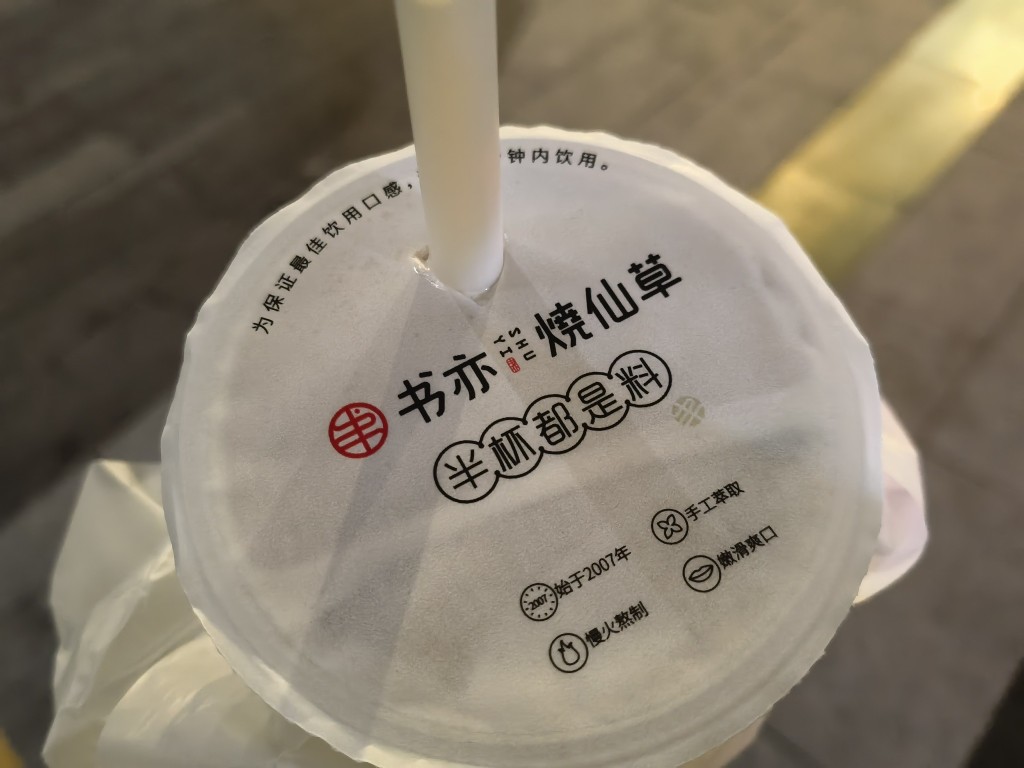 为保证最佳饮用口感，
钟内饮用。
书亦
SHU
YI
烧仙草
半杯都是料
2007
始于2007年
手工萃取
慢火熬制
嫩滑爽口